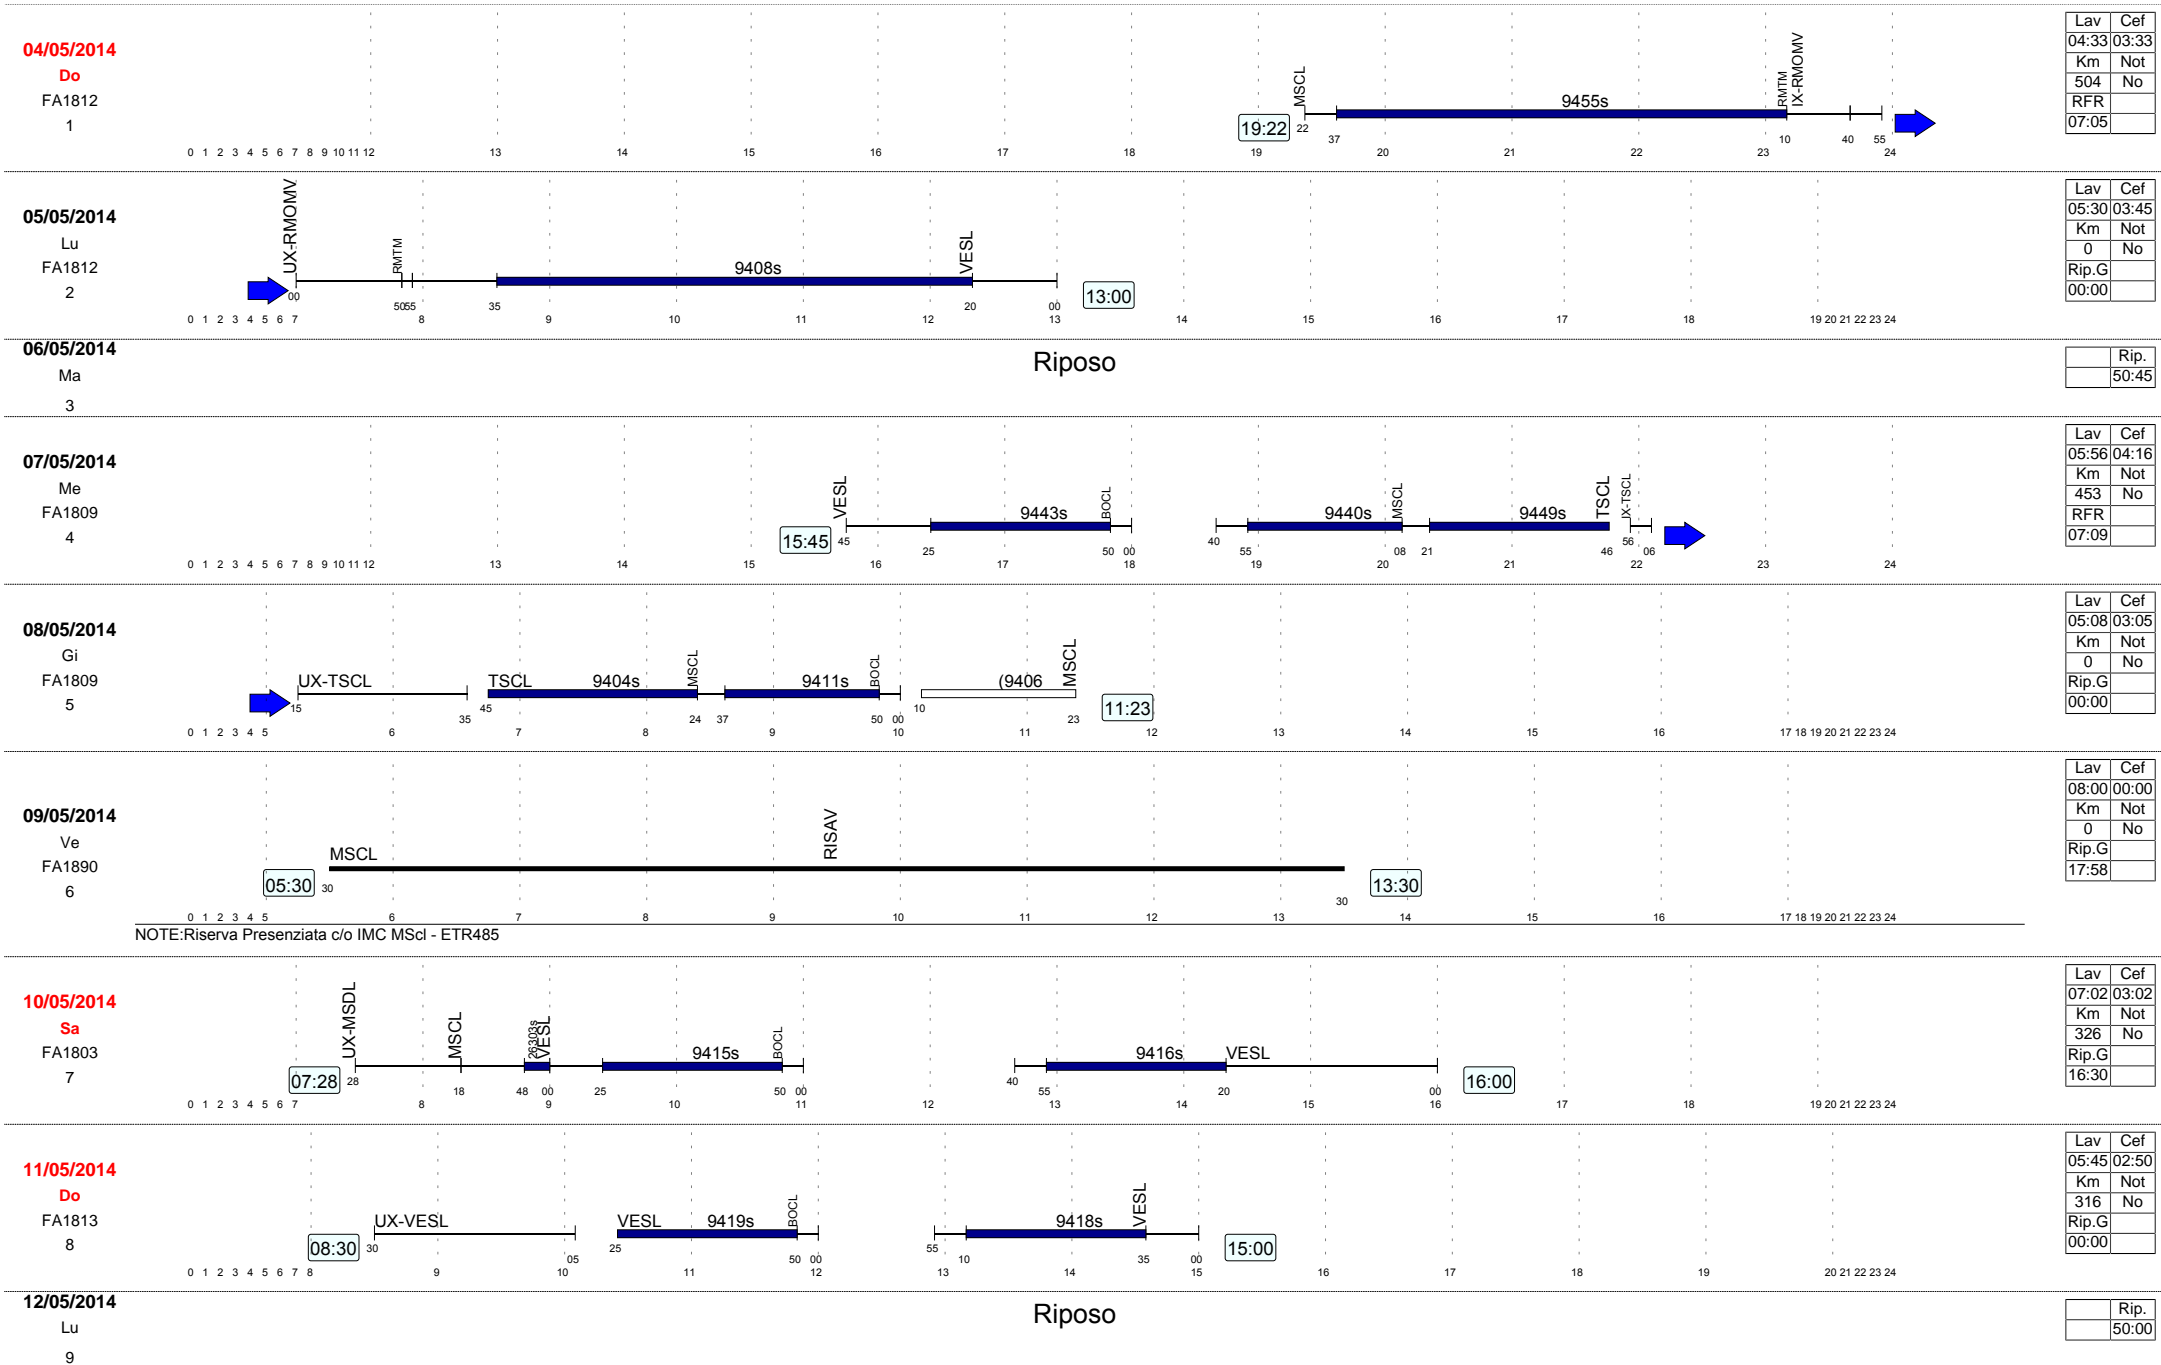 04/05/2014
Do
FA1812
1
19:22
MSCL
9455s
RMTM
IX-RMOMV
22 37 10 40 55
0 1 2 3 4 5 6 7 8 9 10 11 12 13 14 15 16 17 18 19 20 21 22 23 24
Lav Cef
04:33 03:33
Km Not
504 No
RFR
07:05
05/05/2014
Lu
FA1812
2
UX-RMOMV
RMTM
9408s
VESL
13:00
00 50 55 35 20 00
0 1 2 3 4 5 6 7 8 9 10 11 12 13 14 15 16 17 18 19 20 21 22 23 24
Lav Cef
05:30 03:45
Km Not
0 No
Rip.G
00:00
06/05/2014
Ma
3
Riposo
Rip.
50:45
07/05/2014
Me
FA1809
4
15:45
VESL
9443s
BOCL
9440s
MSCL
9449s
TSCL
IX-TSCL
45 25 50 00 40 55 08 21 46 56 06
0 1 2 3 4 5 6 7 8 9 10 11 12 13 14 15 16 17 18 19 20 21 22 23 24
Lav Cef
05:56 04:16
Km Not
453 No
RFR
07:09
08/05/2014
Gi
FA1809
5
UX-TSCL
TSCL
9404s
MSCL
9411s
BOCL
(9406
MSCL
11:23
15 35 45 24 37 50 00 10 23
0 1 2 3 4 5 6 7 8 9 10 11 12 13 14 15 16 17 18 19 20 21 22 23 24
Lav Cef
05:08 03:05
Km Not
0 No
Rip.G
00:00
09/05/2014
Ve
FA1890
6
05:30
MSCL
RISAV
13:30
30 30
0 1 2 3 4 5 6 7 8 9 10 11 12 13 14 15 16 17 18 19 20 21 22 23 24
NOTE:Riserva Presenziata c/o IMC MScl - ETR485
Lav Cef
08:00 00:00
Km Not
0 No
Rip.G
17:58
10/05/2014
Sa
FA1803
7
07:28
UX-MSDL
MSCL
26303s
VESL
9415s
BOCL
9416s
VESL
16:00
28 18 48 00 25 50 00 40 55 20 00
0 1 2 3 4 5 6 7 8 9 10 11 12 13 14 15 16 17 18 19 20 21 22 23 24
Lav Cef
07:02 03:02
Km Not
326 No
Rip.G
16:30
11/05/2014
Do
FA1813
8
08:30
UX-VESL
VESL
9419s
BOCL
9418s
VESL
15:00
30 05 25 50 00 55 10 35 00
0 1 2 3 4 5 6 7 8 9 10 11 12 13 14 15 16 17 18 19 20 21 22 23 24
Lav Cef
05:45 02:50
Km Not
316 No
Rip.G
00:00
12/05/2014
Lu
9
Riposo
Rip.
50:00